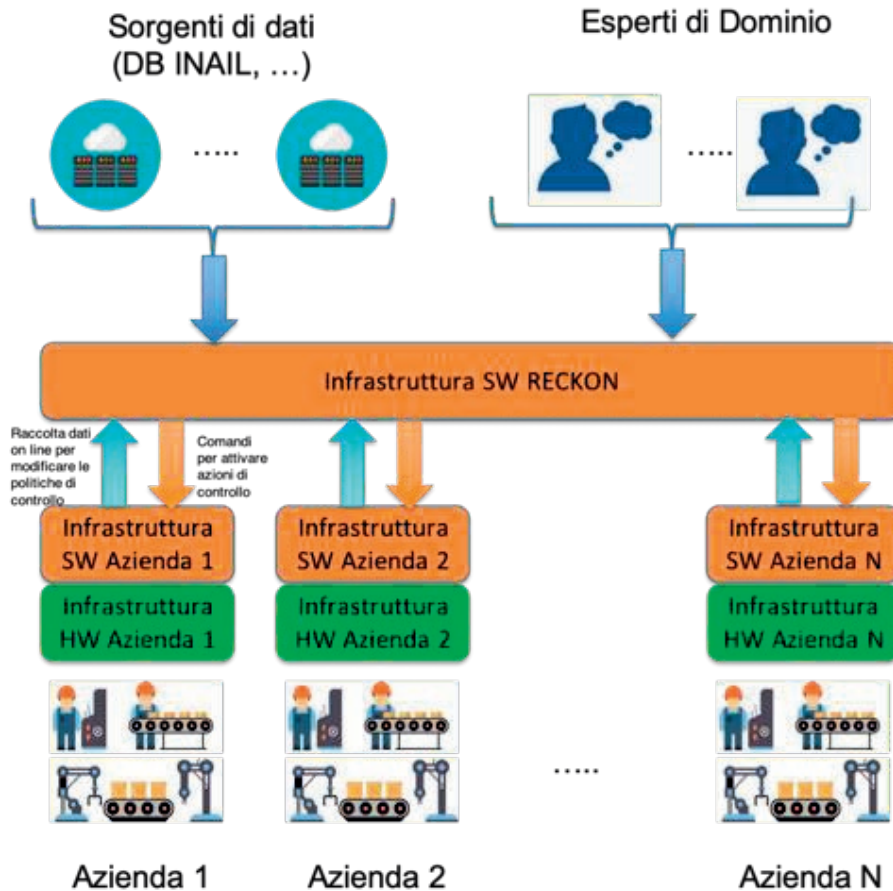 Sorgenti di dati
(DB INAIL, ...)
Esperti di Dominio
.....
.....
Infrastruttura SW RECKON
Raccolta dati
on line per
modificare le
politiche di
controllo
Comandi
per attivare
azioni di
controllo
Infrastruttura
SW Azienda 1
Infrastruttura
HW Azienda 1
Infrastruttura
SW Azienda 2
Infrastruttura
HW Azienda 2
Infrastruttura
SW Azienda N
Infrastruttura
HW Azienda N
.....
Azienda 1
Azienda 2
Azienda N